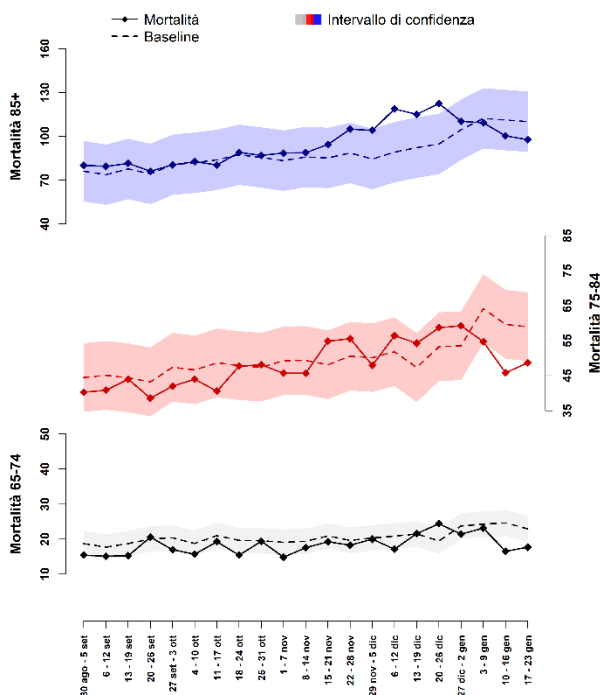 Mortalità
Baseline
Intervallo di confidenza
Mortalità 85+
160
130
100
70
40
Mortalità 75-84
85
75
65
55
45
35
Mortalità 65-74
50
40
30
20
10
30 ago - 5 set
6 - 12 set
13 - 19 set
20 - 26 set
27 set - 3 ott
4 - 10 ott
11 - 17 ott
18 - 24 ott
26 - 31 ott
1 - 7 nov
8 - 14 nov
15 - 21 nov
22 - 28 nov
29 nov - 5 dic
6 - 12 dic
13 - 19 dic
20 - 26 dic
27 dic - 2 gen
3 - 9 gen
10 - 16 gen
17 - 23 gen